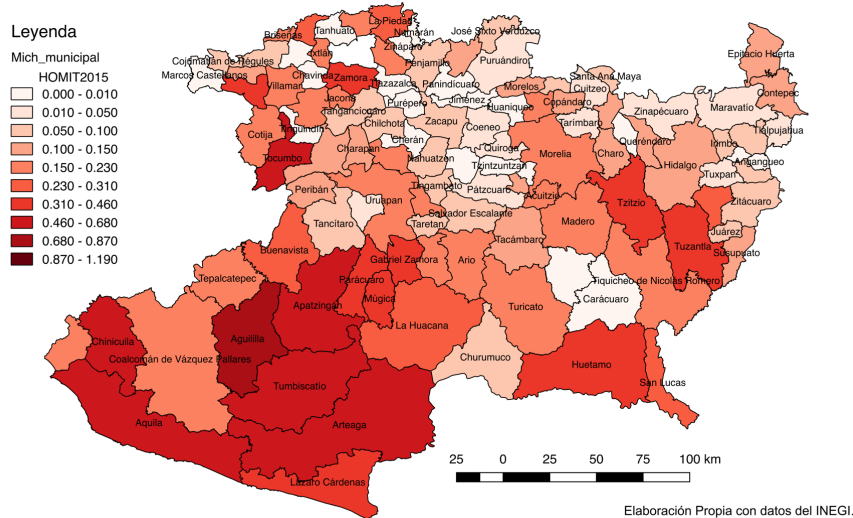 Leyenda
Mich_municipal
HOMIT2015
0.000 - 0.010
0.010 - 0.050
0.050 - 0.100
0.100 - 0.150
0.150 - 0.230
0.230 - 0.310
0.310 - 0.460
0.460 - 0.680
0.680 - 0.870
0.870 - 1.190
La Piedad
Briseñas
Tanhuato
Numarán
José Sixto Verduzco
Cojumatlán de Régules
Ixtlán
Zináparo
Penjamillo
Puruándiro
Epitacio Huerta
Marcos Castellanos
Chavinda
Zamora
Villamar
Tlazazalca
Panindícuaro
Morelos
Santa Ana Maya
Cuitzeo
Contepec
Jacona
Purépero
Jiménez
Huaniqueo
Copándaro
Zinapécuaro
Maravatío
Tangancícuaro
Chilchota
Zacapu
Coeneo
Tarímbaro
Tlalpujahua
Cotija
Tingüindín
Cherán
Quiroga
Morelia
Queréndaro
Irimbo
Tocumbo
Charapan
Nahuatzen
Tzintzuntzan
Charo
Hidalgo
Angangueo
Tuxpan
Peribán
Tingambato
Pátzcuaro
Acuitzio
Tzitzio
Zitácuaro
Uruapan
Salvador Escalante
Tancítaro
Taretan
Madero
Juárez
Buenavista
Tacámbaro
Tuzantla
Susupuato
Gabriel Zamora
Ario
Tepalcatepec
Parácuaro
Tiquicheo de Nicolás Romero
Apatzingán
Múgica
Turicato
Carácuaro
Chinicuila
Aguililla
La Huacana
Coalcomán de Vázquez Pallares
Churumuco
Huetamo
Tumbiscatío
San Lucas
Aquila
Arteaga
25 0 25 50 75 100 km
Lázaro Cárdenas
Elaboración Propia con datos del INEGI.